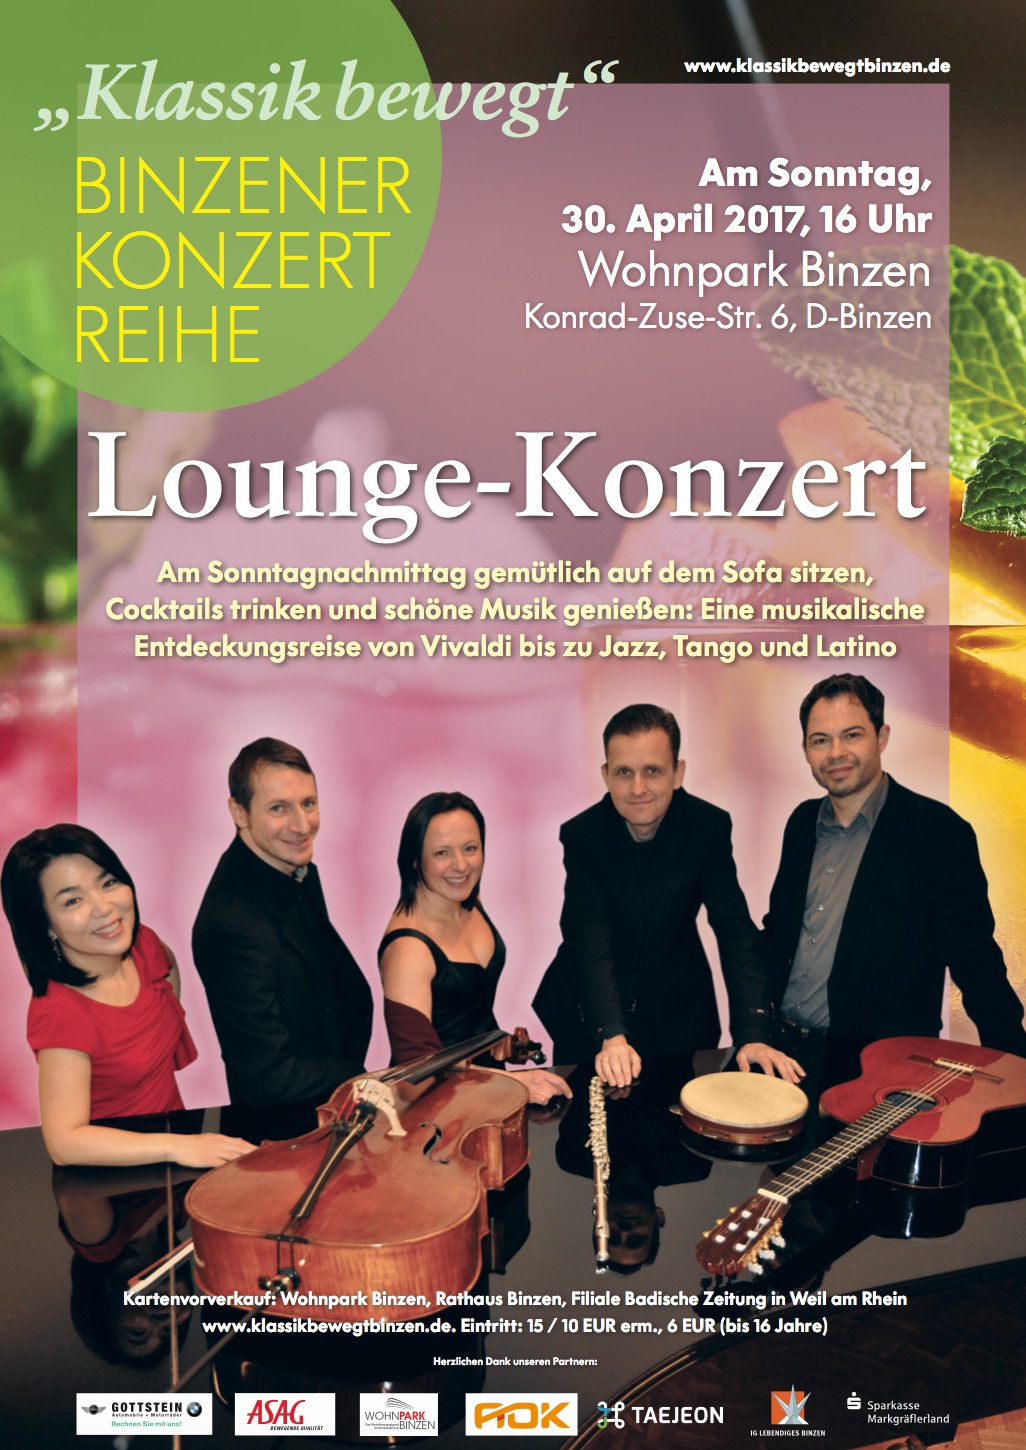 „Klassik bewegt“
www.klassikbewegtbinzen.de
BINZENER
KONZERT
REIHE
Am Sonntag,
30. April 2017, 16 Uhr
Wohnpark Binzen
Konrad-Zuse-Str. 6, D-Binzen
Lounge-Konzert
Am Sonntagnachmittag gemütlich auf dem Sofa sitzen,
Cocktails trinken und schöne Musik genießen: Eine musikalische
Entdeckungsreise von Vivaldi bis zu Jazz, Tango und Latino
Kartenvorverkauf: Wohnpark Binzen, Rathaus Binzen, Filiale Badische Zeitung in Weil am Rhein
www.klassikbewegtbinzen.de. Eintritt: 15 / 10 EUR erm., 6 EUR (bis 16 Jahre)
Herzlichen Dank unseren Partnern:
GOTTSTEIN
Automobile + Motorräder
Rechnen Sie mit uns!
ASAG
BEWEGENDE QUALITÄT
WOHNPARK
BINZEN
AOK
TAEJEON
IG LEBENDIGES BINZEN
Sparkasse
Markgräflerland